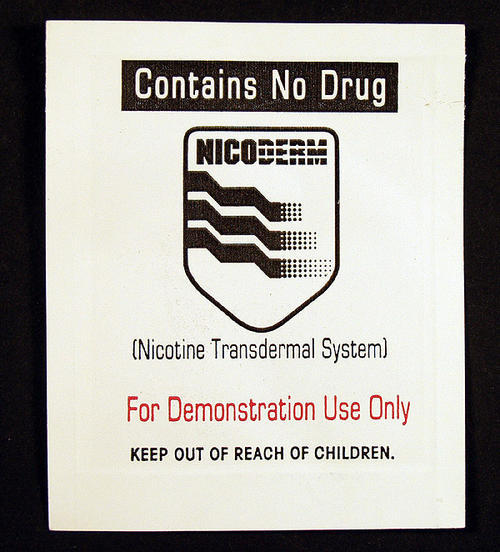 Contains No Drug
NICODERM
(Nicotine Transdermal System)
For Demonstration Use Only
KEEP OUT OF REACH OF CHILDREN.